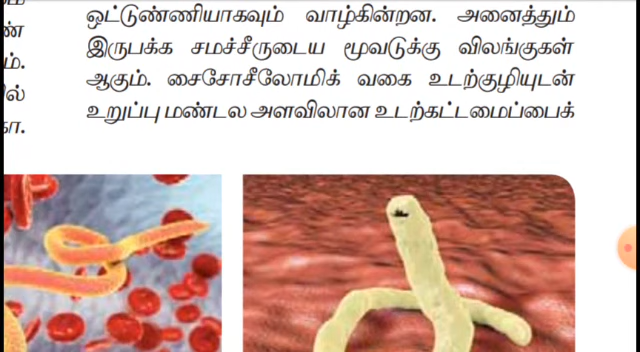 ண்
ம்.
ில்
ா.
ஒட்டுண்ணியாகவும் வாழ்கின்றன. அனைத்தும்
இருபக்க சமச்சீருடைய மூவடுக்கு விலங்குகள்
ஆகும். சைசோசீலோமிக் வகை உடற்குழியுடன்
உறுப்பு மண்டல அளவிலான உடற்கட்டமைப்பைக்